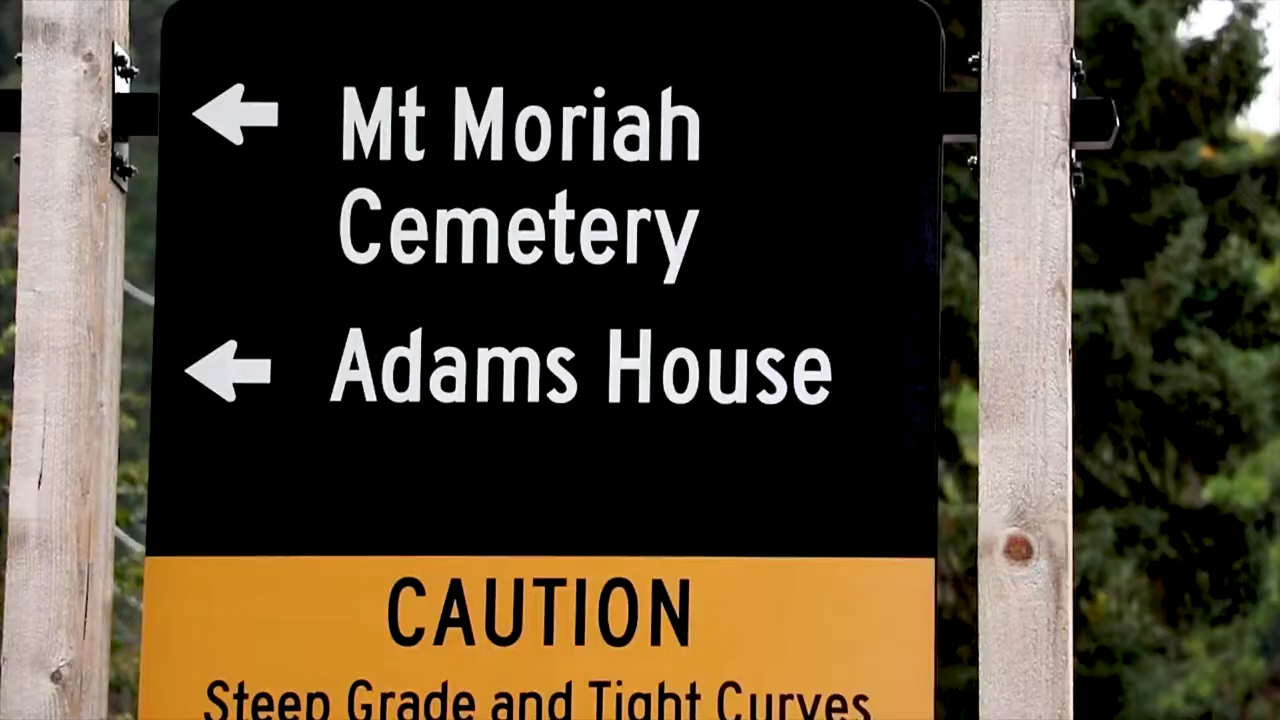 Mt Moriah
Cemetery
Adams House
CAUTION
Steep Grade and Tight Curves